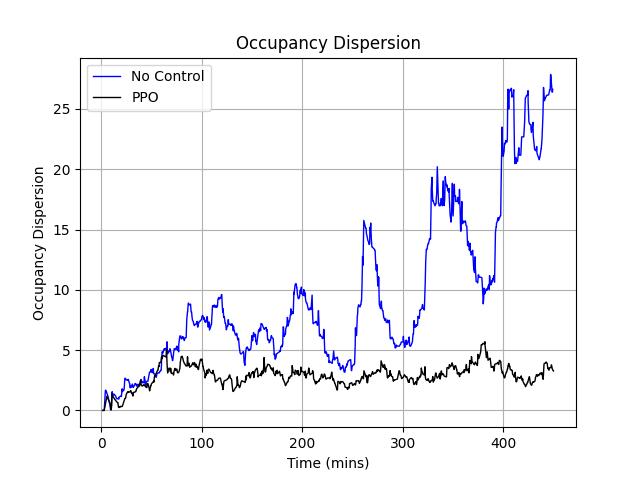 Occupancy Dispersion
No Control
PPO
Occupancy Dispersion
25
20
15
10
5
0
0 100 200 300 400
Time (mins)